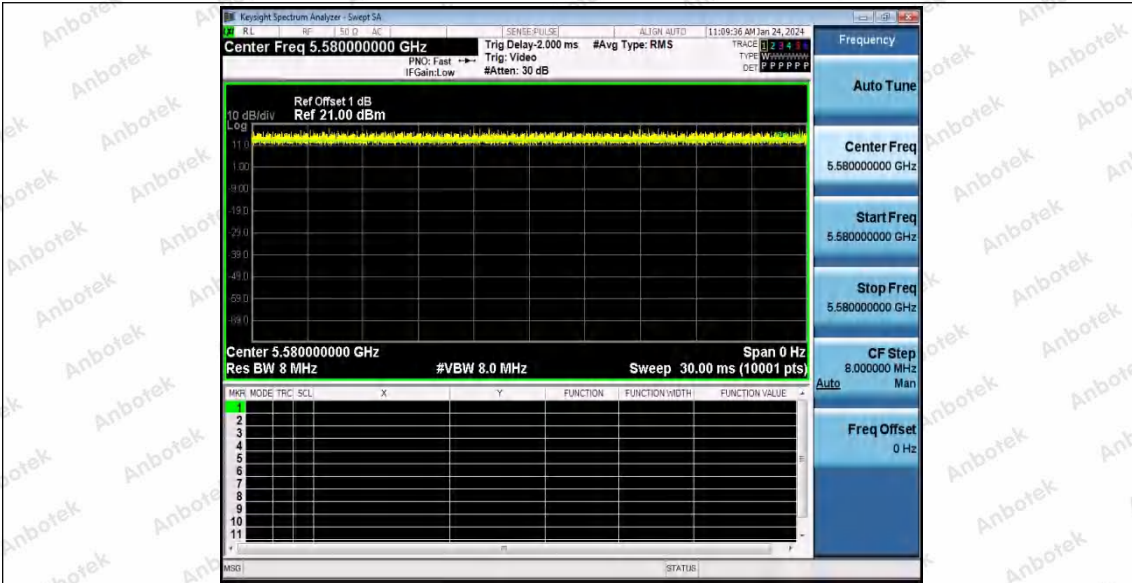 Keysight Spectrum Analyzer - Swept SA
RL RF 50 Ω AC SENSE:PULSE ALIGN AUTO 11:09:36 AM Jan 24, 2024
Center Freq 5.580000000 GHz
PNO: Fast
IFGain:Low
Trig Delay-2.000 ms
Trig: Video
#Atten: 30 dB
#Avg Type: RMS
TRACE 1 2 3 4 5 6
TYPE
DET P P P P P P
Ref Offset 1 dB
10 dB/div Ref 21.00 dBm
Log
11.0
1.00
-9.00
-19.0
-29.0
-39.0
-49.0
-59.0
-69.0
Center 5.580000000 GHz Span 0 Hz
Res BW 8 MHz #VBW 8.0 MHz Sweep 30.00 ms (10001 pts)
MKR MODE TRC SCL X Y FUNCTION FUNCTION WIDTH FUNCTION VALUE
1
2
3
4
5
6
7
8
9
10
11
MSG STATUS
Frequency
Auto Tune
Center Freq
5.580000000 GHz
Start Freq
5.580000000 GHz
Stop Freq
5.580000000 GHz
CF Step
8.000000 MHz
Auto Man
Freq Offset
0 Hz
Anbotek